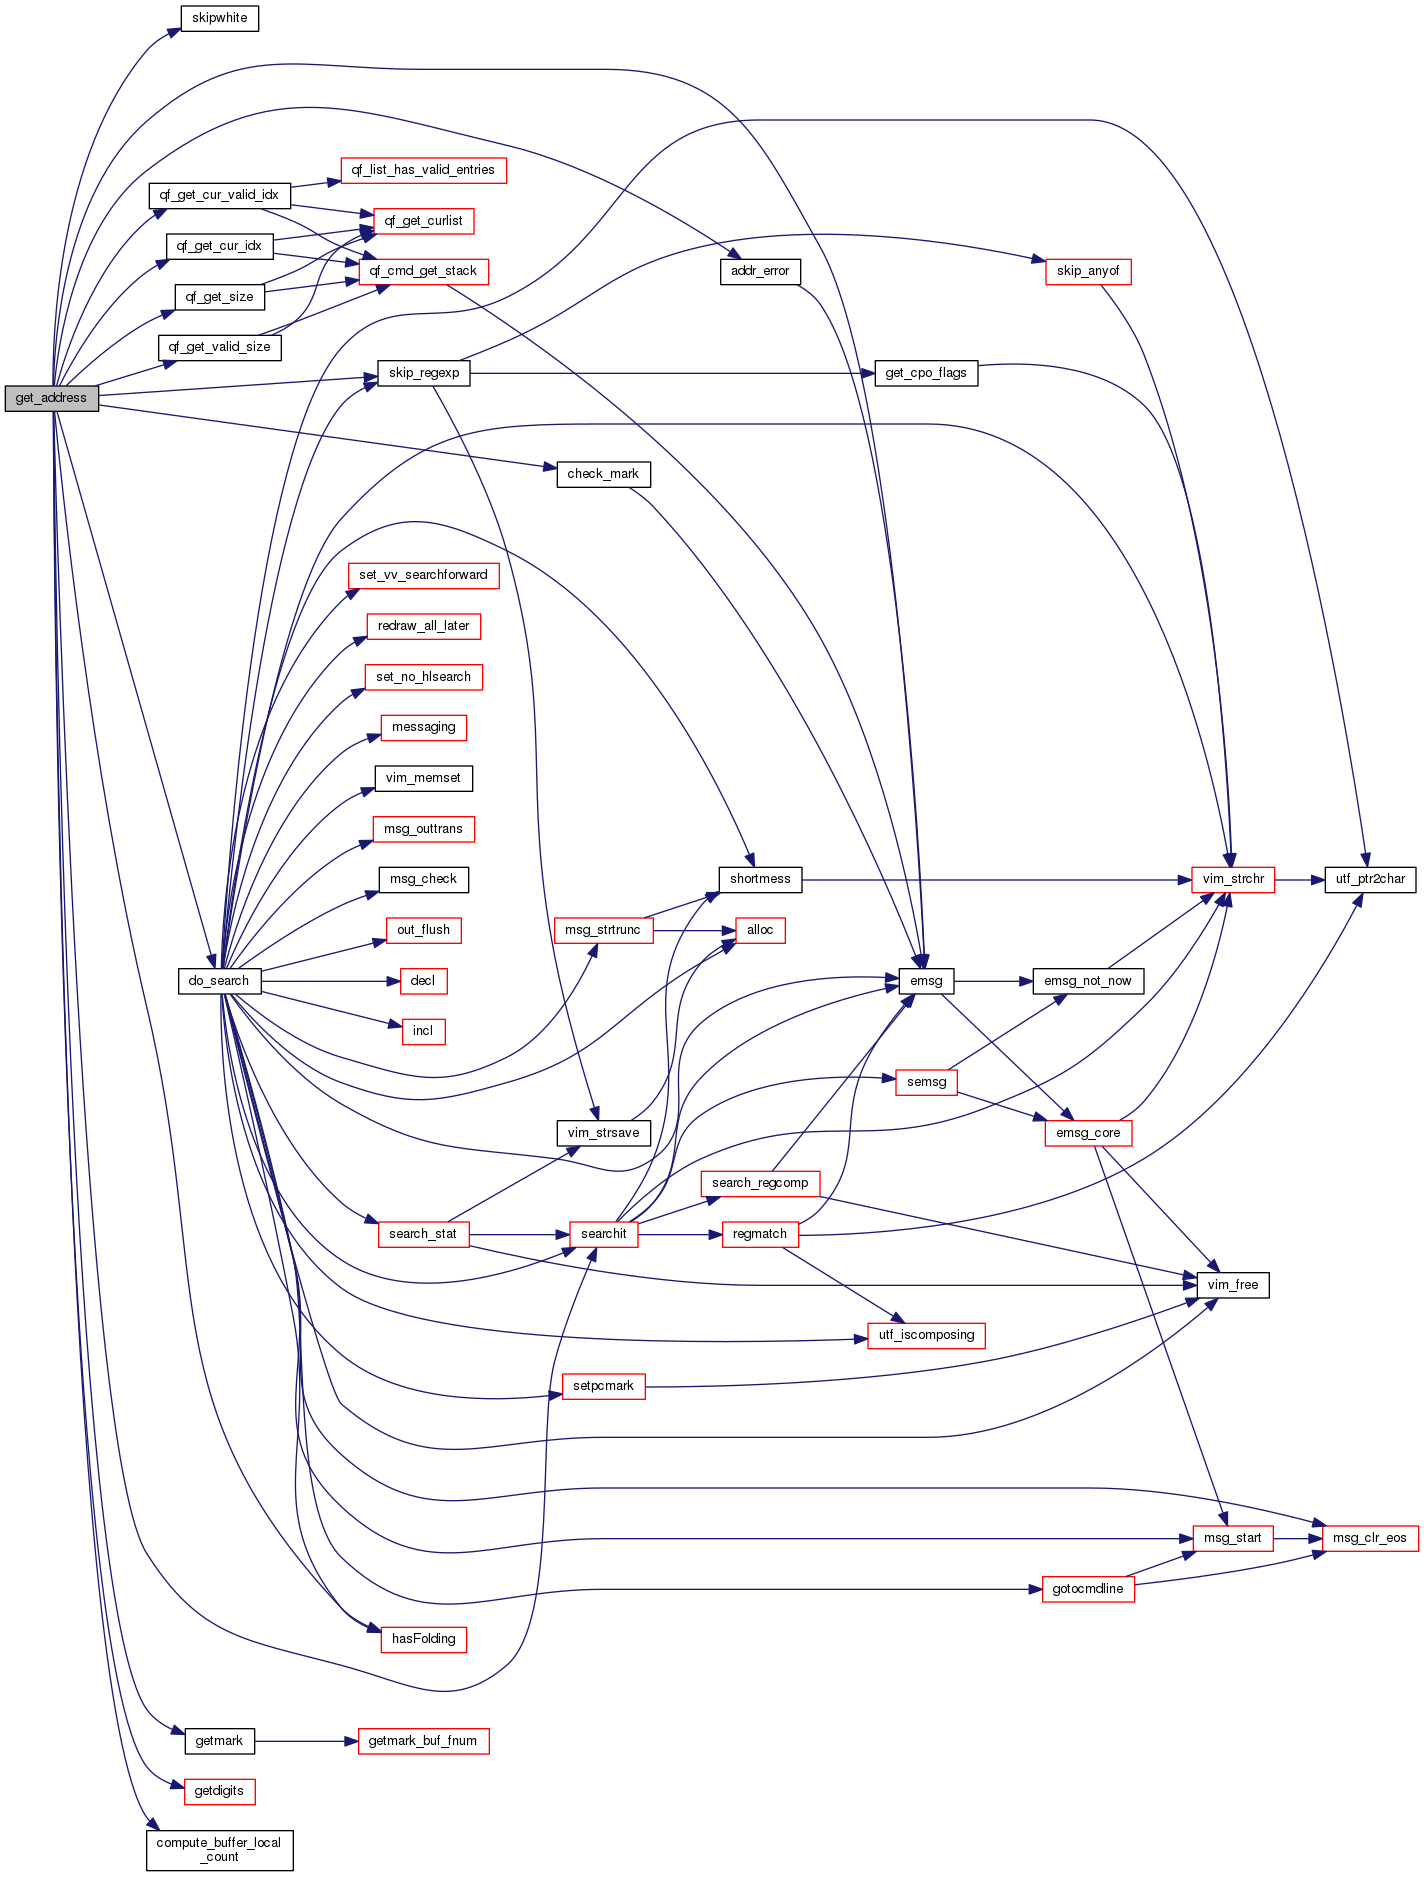 skipwhite
qf_list_has_valid_entries
qf_get_cur_valid_idx
qf_get_curlist
qf_get_cur_idx
qf_cmd_get_stack
addr_error
skip_anyof
qf_get_size
qf_get_valid_size
skip_regexp
get_cpo_flags
get_address
check_mark
set_vv_searchforward
redraw_all_later
set_no_hlsearch
messaging
vim_memset
msg_outtrans
msg_check
shortmess
vim_strchr
utf_ptr2char
out_flush
msg_strtrunc
alloc
do_search
decl
emsg
emsg_not_now
incl
semsg
vim_strsave
emsg_core
search_regcomp
search_stat
searchit
regmatch
vim_free
utf_iscomposing
setpcmark
msg_start
msg_clr_eos
gotocmdline
hasFolding
getmark
getmark_buf_fnum
getdigits
compute_buffer_local
_count